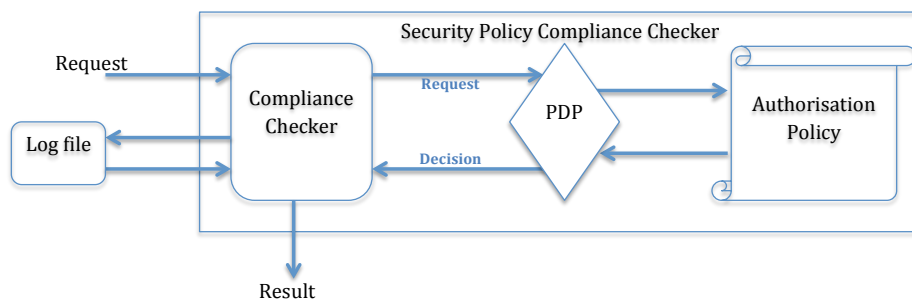 Security Policy Compliance Checker
Request
Compliance
Checker
Request
PDP
Authorisation
Policy
Log file
Decision
Result